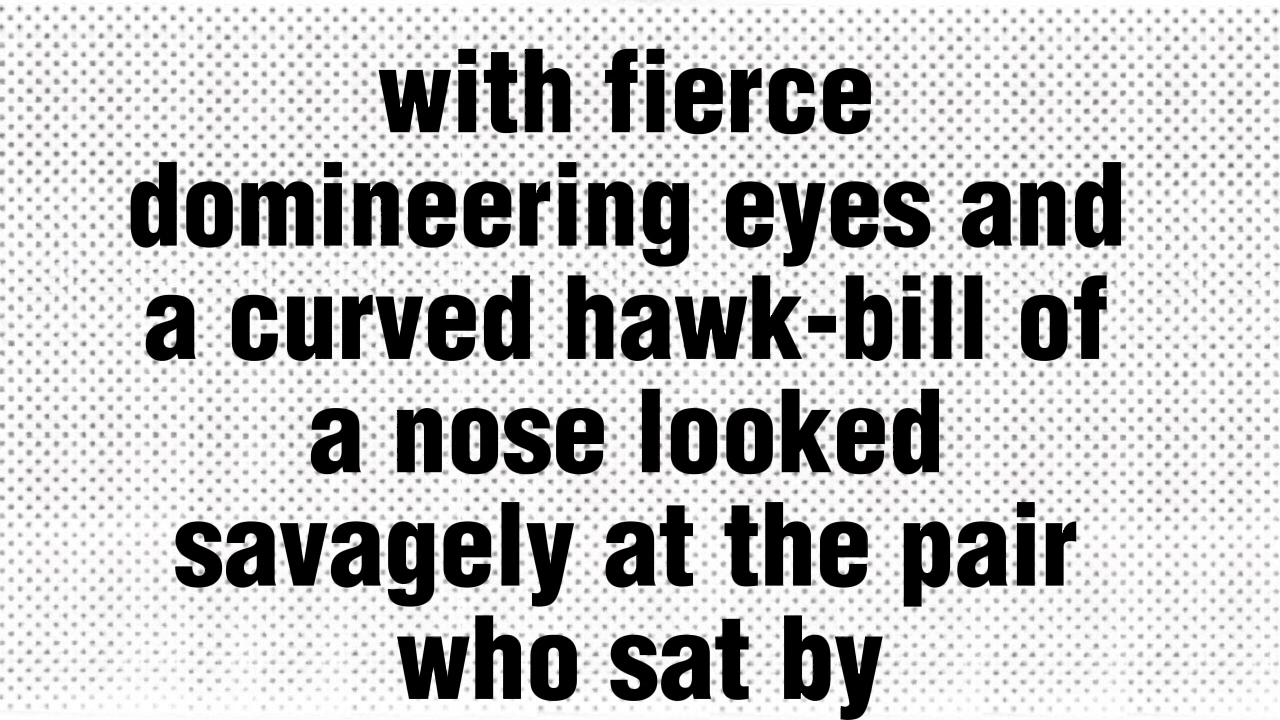 with fierce
domineering eyes and
a curved hawk-bill of
a nose looked
savagely at the pair
who sat by